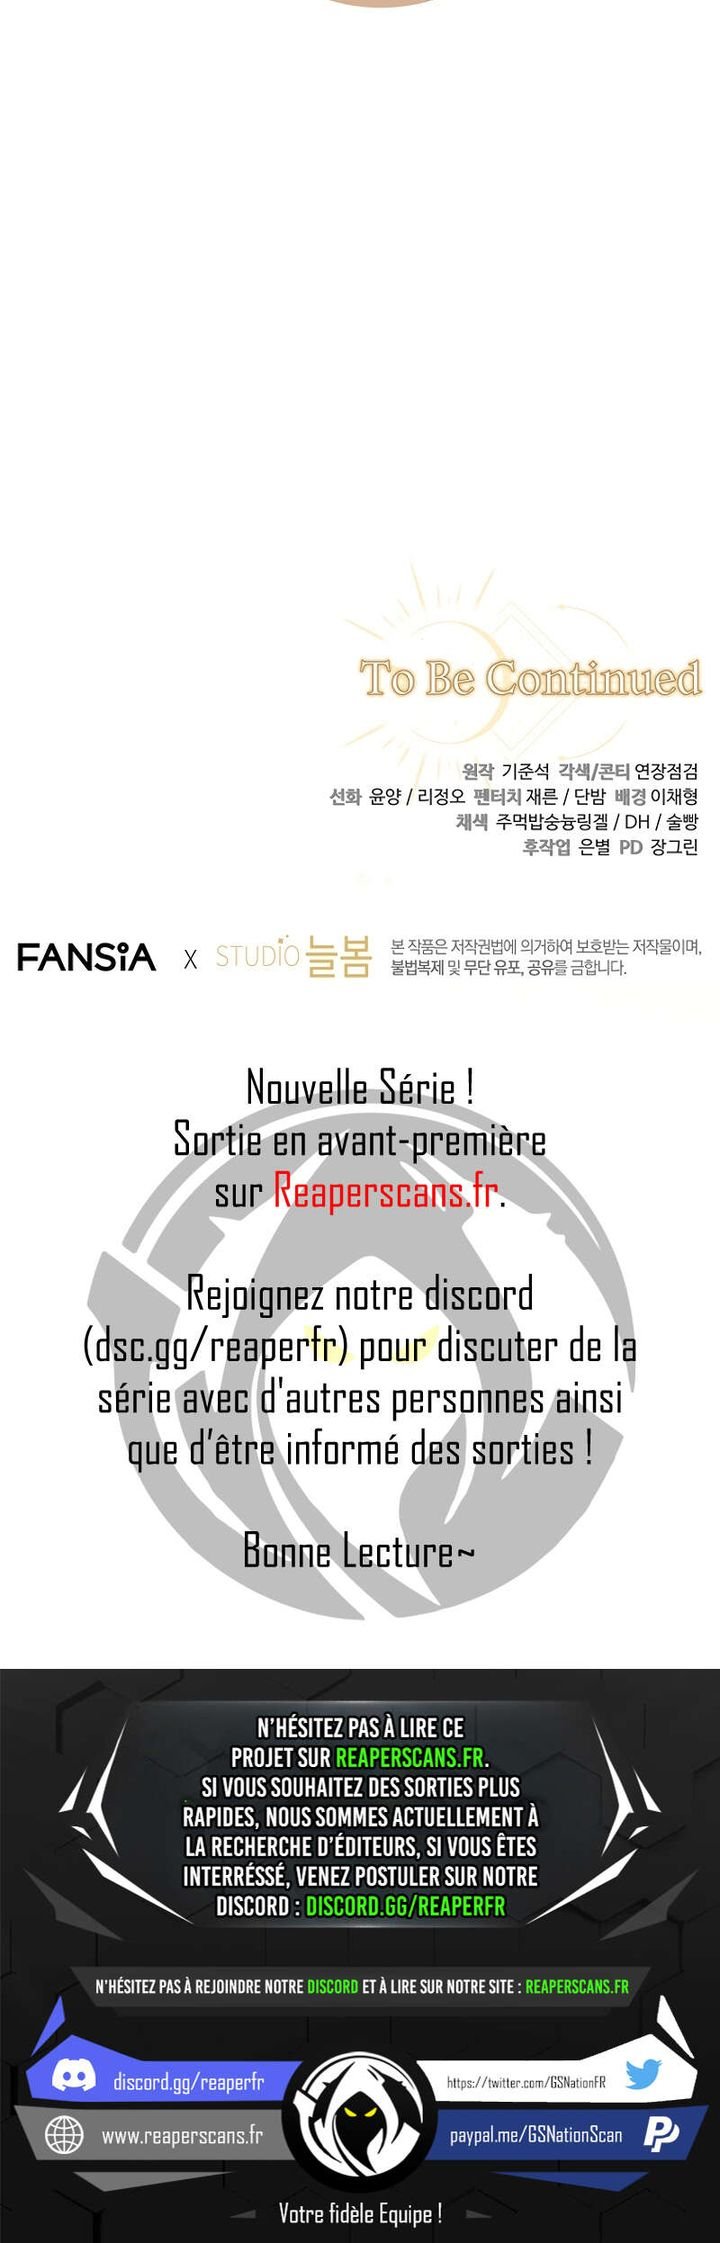 To Be Continued
원작 기준석 각색/콘티 연장점검
선화 윤양 / 리정오 펜터치 재른 / 단밤 배경 이채형
채색 주먹밥숭늉링겔 / DH / 술빵
후작업 은별 PD 장그린
FANSiA X STUDIO 늘봄
본 작품은 저작권법에 의거하여 보호받는 저작물이며,
불법복제 및 무단 유포, 공유를 금합니다.
Nouvelle Série !
Sortie en avant-première
sur Reaperscans.fr.
Rejoignez notre discord
(dsc.gg/reaperfr) pour discuter de la
série avec d'autres personnes ainsi
que d'être informé des sorties !
Bonne Lecture~
N'HÉSITEZ PAS À LIRE CE
PROJET SUR REAPERSCANS.FR.
SI VOUS SOUHAITEZ DES SORTIES PLUS
RAPIDES, NOUS SOMMES ACTUELLEMENT À
LA RECHERCHE D'ÉDITEURS, SI VOUS ÊTES
INTERRÉSSÉ, VENEZ POSTULER SUR NOTRE
DISCORD : DISCORD.GG/REAPERFR
N'HÉSITEZ PAS À REJOINDRE NOTRE DISCORD ET À LIRE SUR NOTRE SITE : REAPERSCANS.FR
discord.gg/reaperfr
https://twitter.com/GSNationFR
www.reaperscans.fr
paypal.me/GSNationScan
Votre fidèle Equipe !